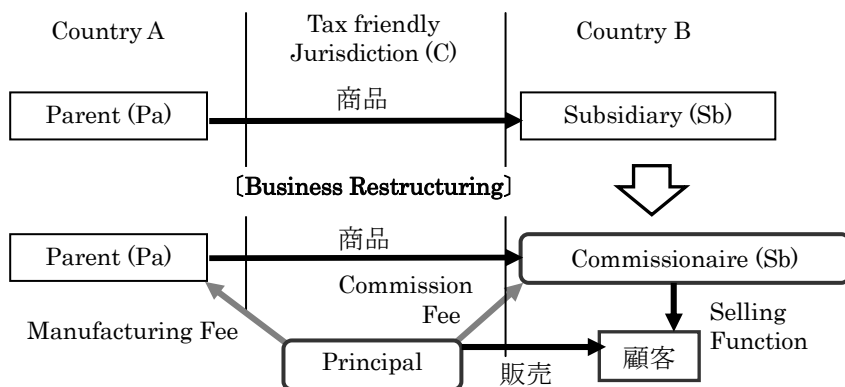 Country A
Tax friendly
Jurisdiction (C)
Country B
Parent (Pa)
商品
Subsidiary (Sb)
〔Business Restructuring〕
Parent (Pa)
商品
Commissionaire (Sb)
Manufacturing Fee
Commission
Fee
Selling
Function
Principal
販売
顧客